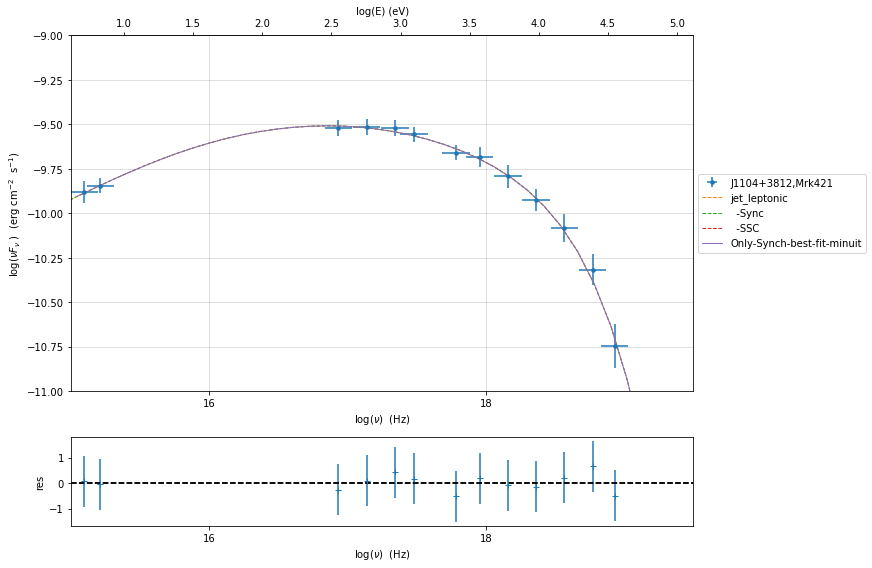 log(E) (eV)
1.0 1.5 2.0 2.5 3.0 3.5 4.0 4.5 5.0
−9.00
−9.25
−9.50
−9.75
−10.00
−10.25
−10.50
−10.75
−11.00
log(νFν ) (erg cm⁻² s⁻¹)
16 18
log(ν) (Hz)
J1104+3812,Mrk421
jet_leptonic
-Sync
-SSC
Only-Synch-best-fit-minuit
1
0
−1
res
16 18
log(ν) (Hz)